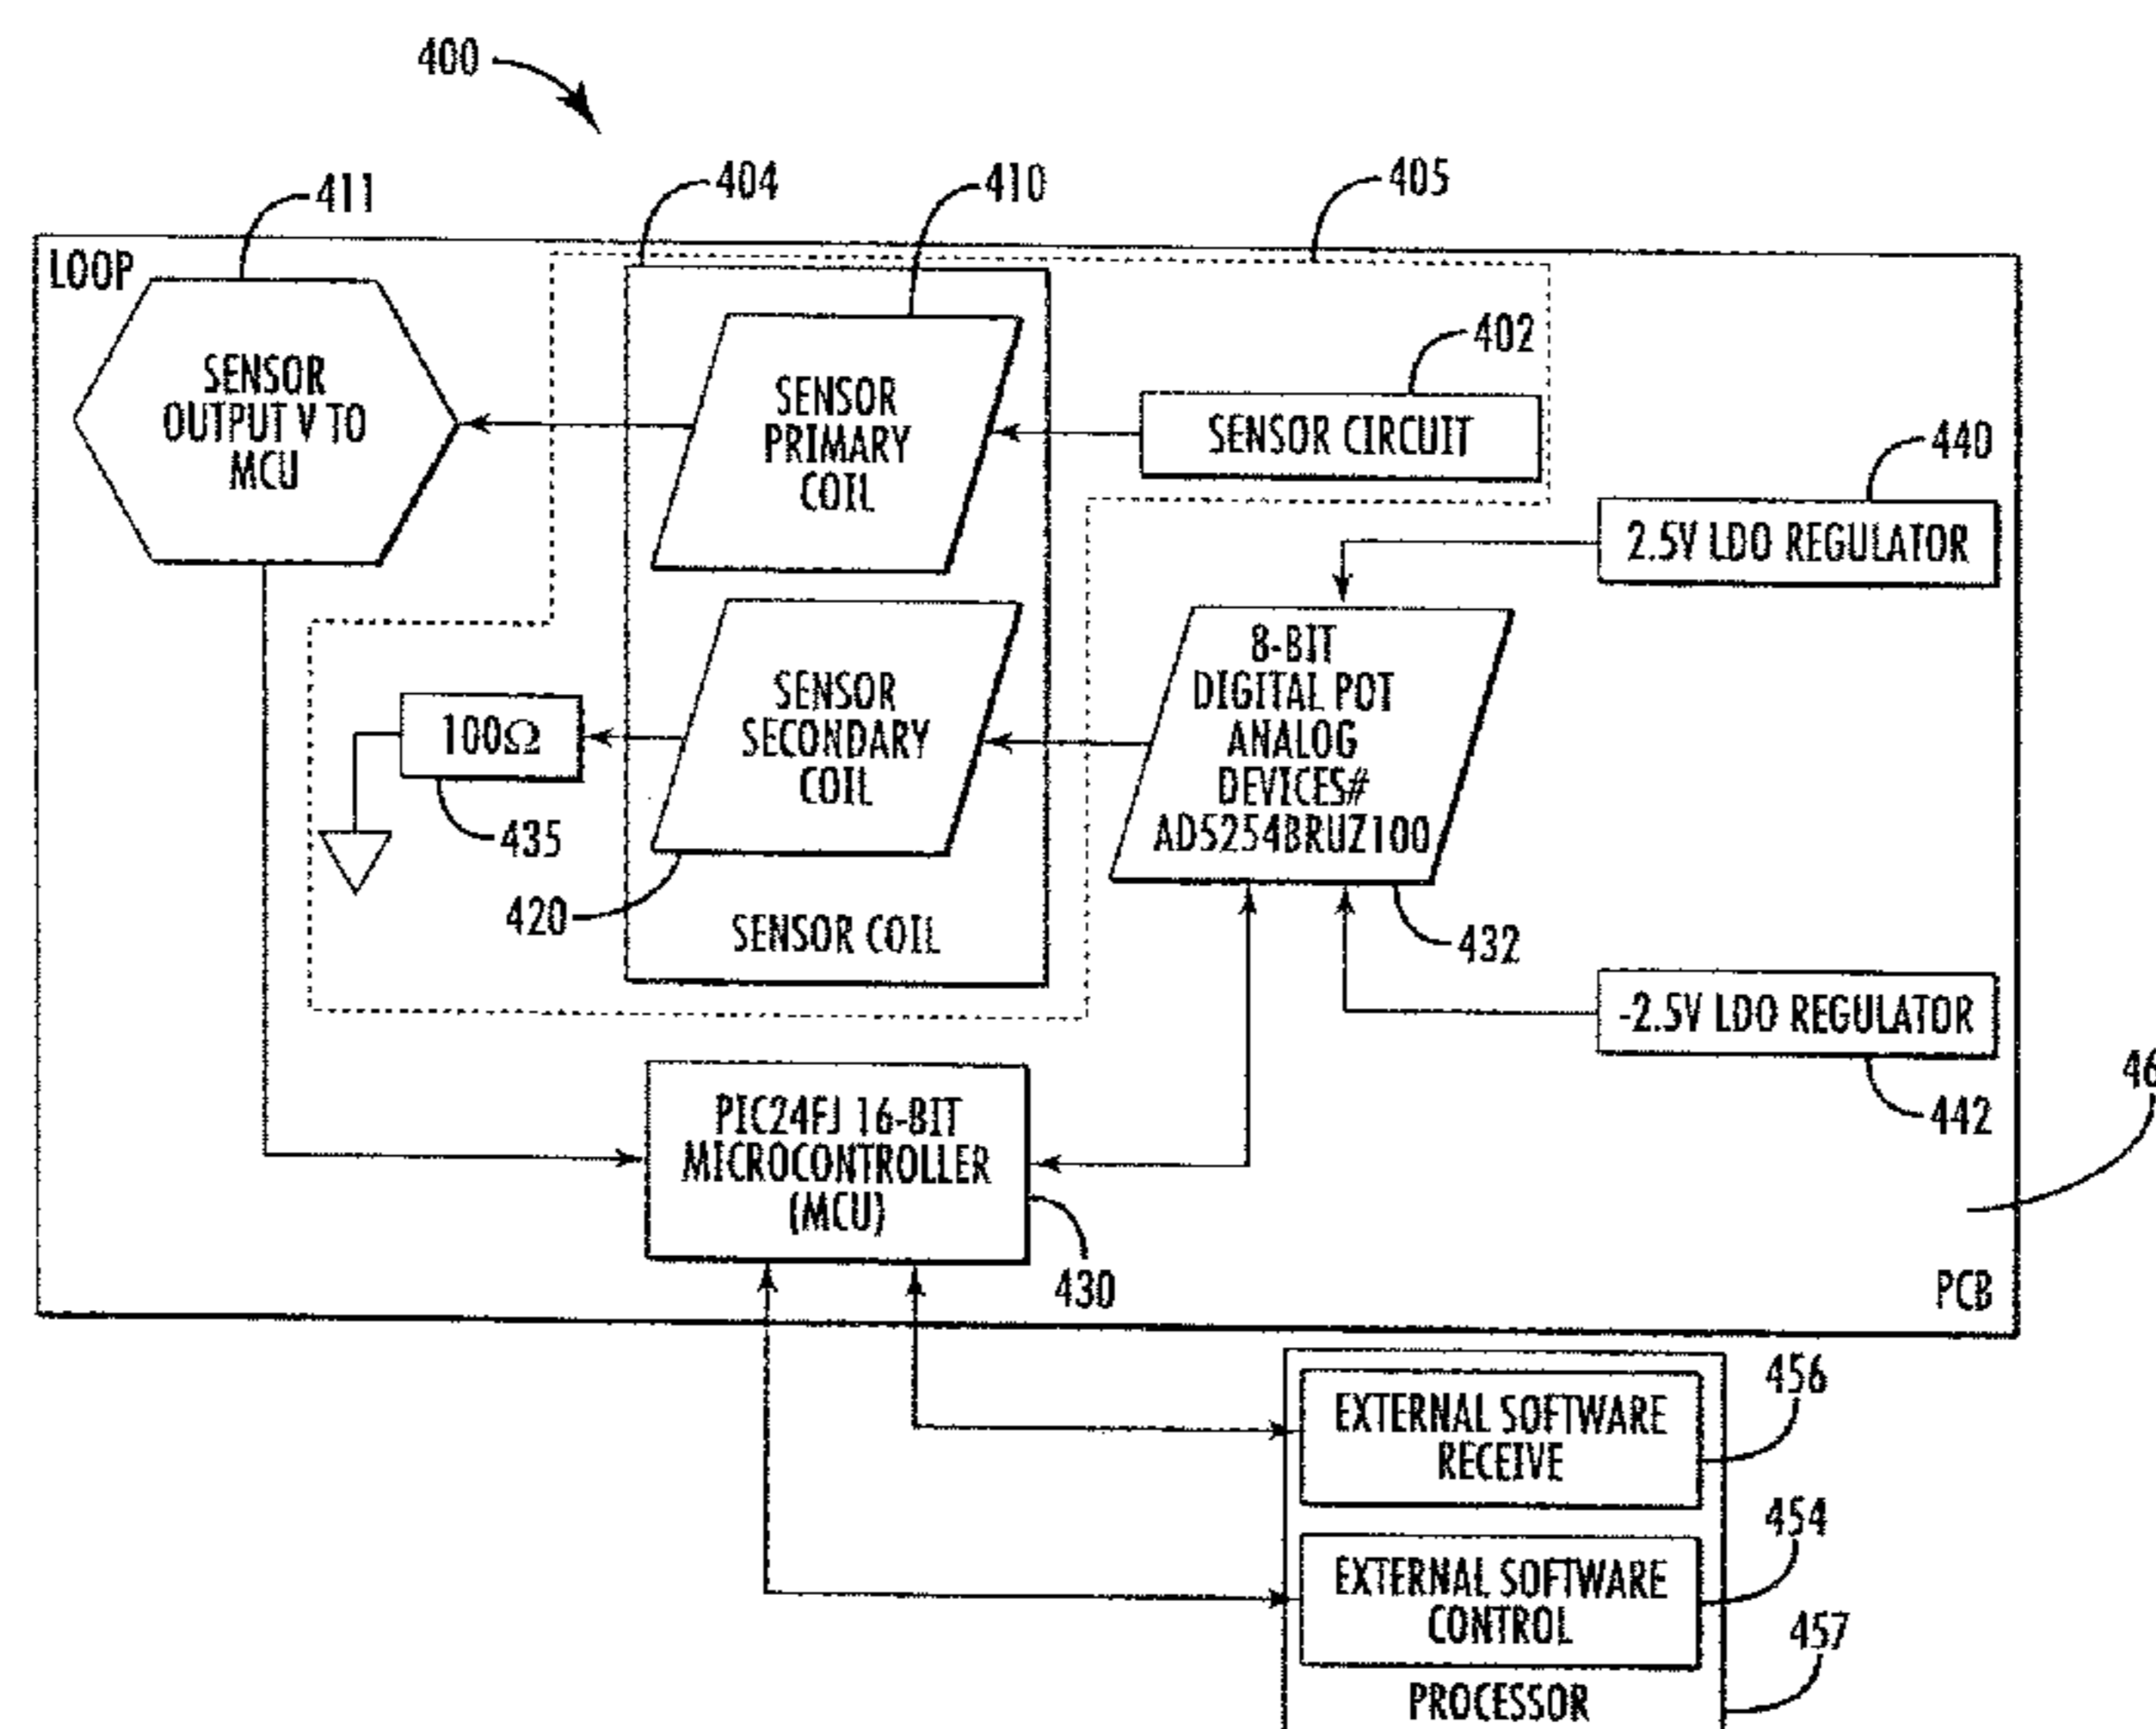 400
411
404
410
405
LOOP
SENSOR
OUTPUT V TO
MCU
SENSOR
PRIMARY
COIL
402
SENSOR CIRCUIT
440
2.5V LDO REGULATOR
8-BIT
DIGITAL POT
ANALOG
DEVICES#
AD5254BRUZ100
432
SENSOR
SECONDARY
COIL
420
SENSOR COIL
100Ω
435
-2.5V LDO REGULATOR
442
46
PIC24FJ 16-BIT
MICROCONTROLLER
(MCU)
430
PCB
456
EXTERNAL SOFTWARE
RECEIVE
454
EXTERNAL SOFTWARE
CONTROL
457
PROCESSOR